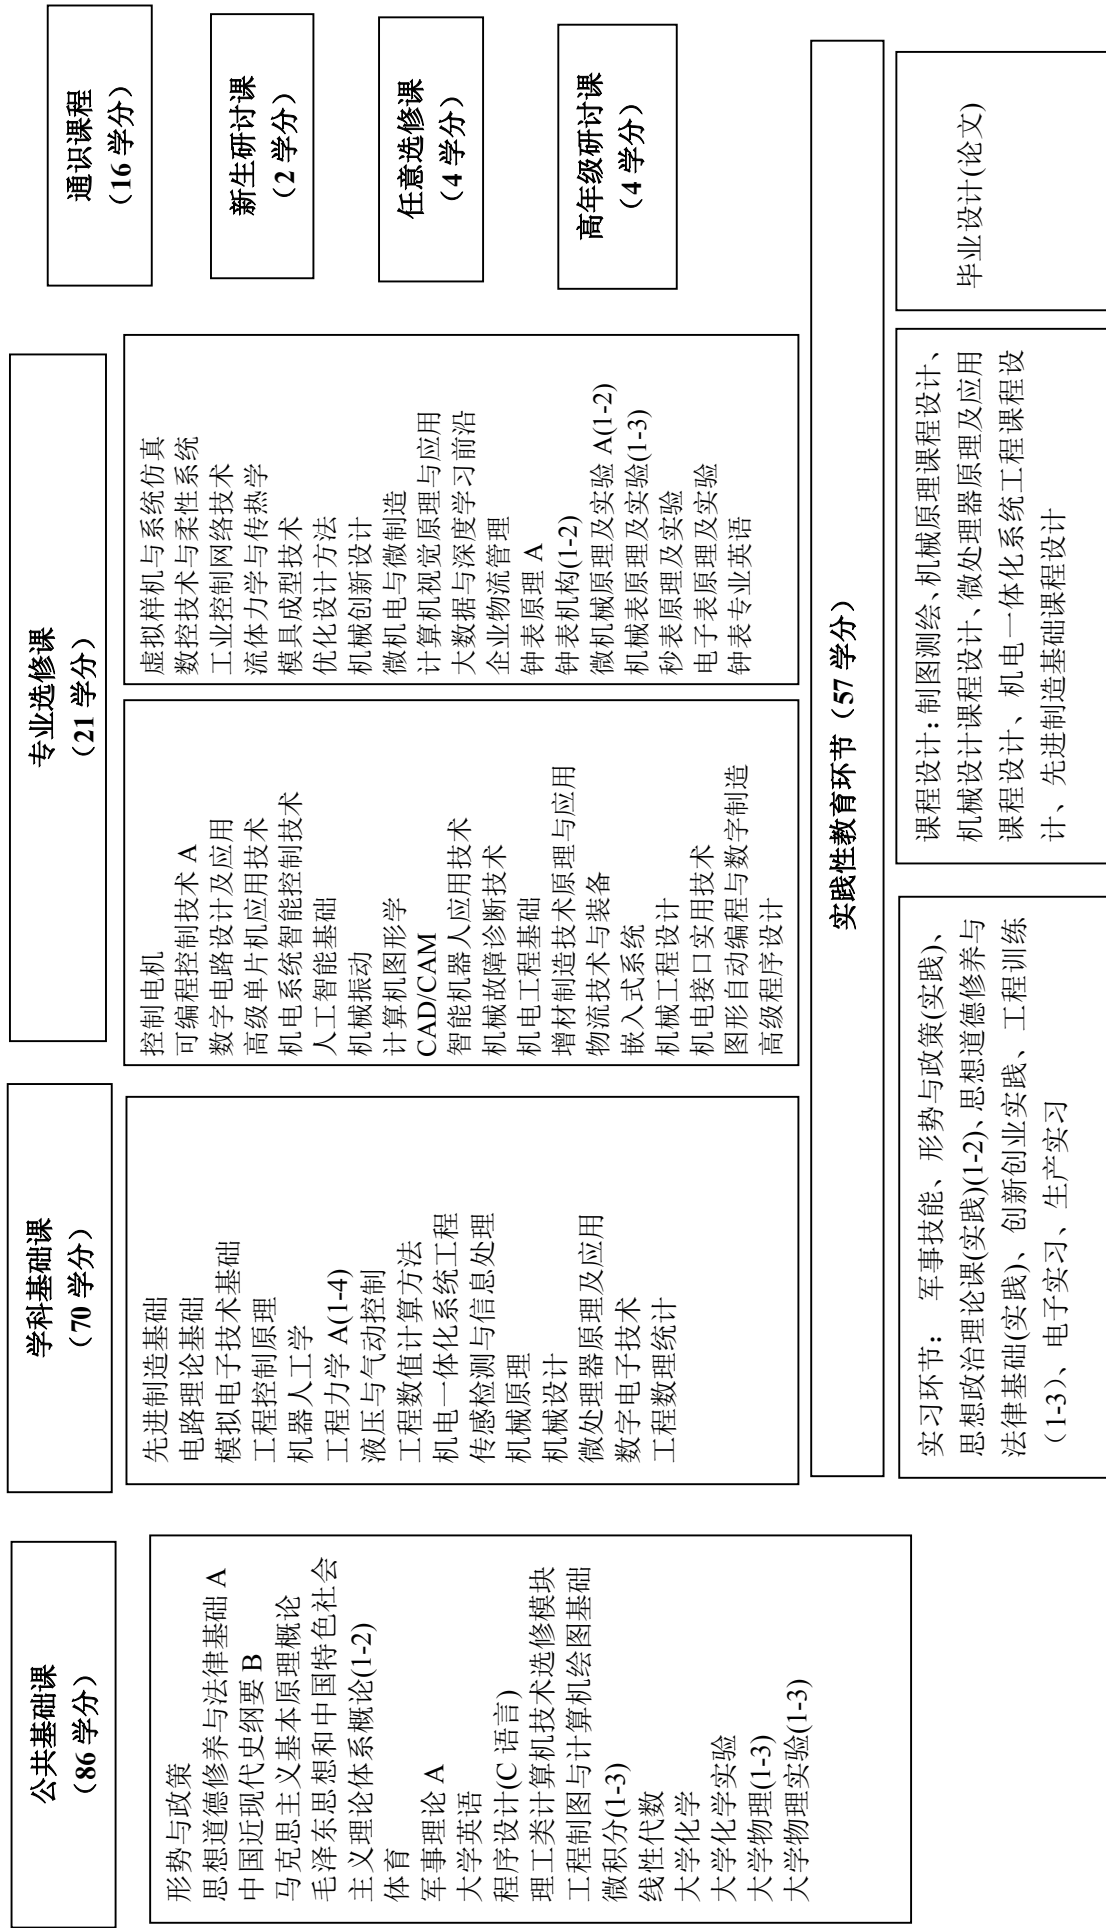 公共基础课
（86 学分）
形势与政策
思想道德修养与法律基础 A
中国近现代史纲要 B
马克思主义基本原理概论
毛泽东思想和中国特色社会
主义理论体系概论(1-2)
体育
军事理论 A
大学英语
程序设计(C 语言)
理工类计算机技术选修模块
工程制图与计算机绘图基础
微积分(1-3)
线性代数
大学化学
大学化学实验
大学物理(1-3)
大学物理实验(1-3)
学科基础课
（70 学分）
先进制造基础
电路理论基础
模拟电子技术基础
工程控制原理
机器人工学
工程力学 A(1-4)
液压与气动控制
工程数值计算方法
机电一体化系统工程
传感检测与信息处理
机械原理
机械设计
微处理器原理及应用
数字电子技术
工程数理统计
专业选修课
（21 学分）
控制电机
可编程控制技术 A
数字电路设计及应用
高级单片机应用技术
机电系统智能控制技术
人工智能基础
机械振动
计算机图形学
CAD/CAM
智能机器人应用技术
机械故障诊断技术
机电工程基础
增材制造技术原理与应用
物流技术与装备
嵌入式系统
机械工程设计
机电接口实用技术
图形自动编程与数字制造
高级程序设计
虚拟样机与系统仿真
数控技术与柔性系统
工业控制网络技术
流体力学与传热学
模具成型技术
优化设计方法
机械创新设计
微机电与微制造
计算机视觉原理与应用
大数据与深度学习前沿
企业物流管理
钟表原理 A
钟表机构(1-2)
微机械原理及实验 A(1-2)
机械表原理及实验(1-3)
秒表原理及实验
电子表原理及实验
钟表专业英语
通识课程
（16 学分）
新生研讨课
（2 学分）
任意选修课
（4 学分）
高年级研讨课
（4 学分）
实践性教育环节（57 学分）
实习环节： 军事技能、形势与政策(实践)、
思想政治理论课(实践)(1-2)、思想道德修养与
法律基础(实践)、创新创业实践、工程训练
（1-3）、电子实习、生产实习
课程设计：制图测绘、机械原理课程设计、
机械设计课程设计、微处理器原理及应用
课程设计、机电一体化系统工程课程设
计、先进制造基础课程设计
毕业设计(论文)